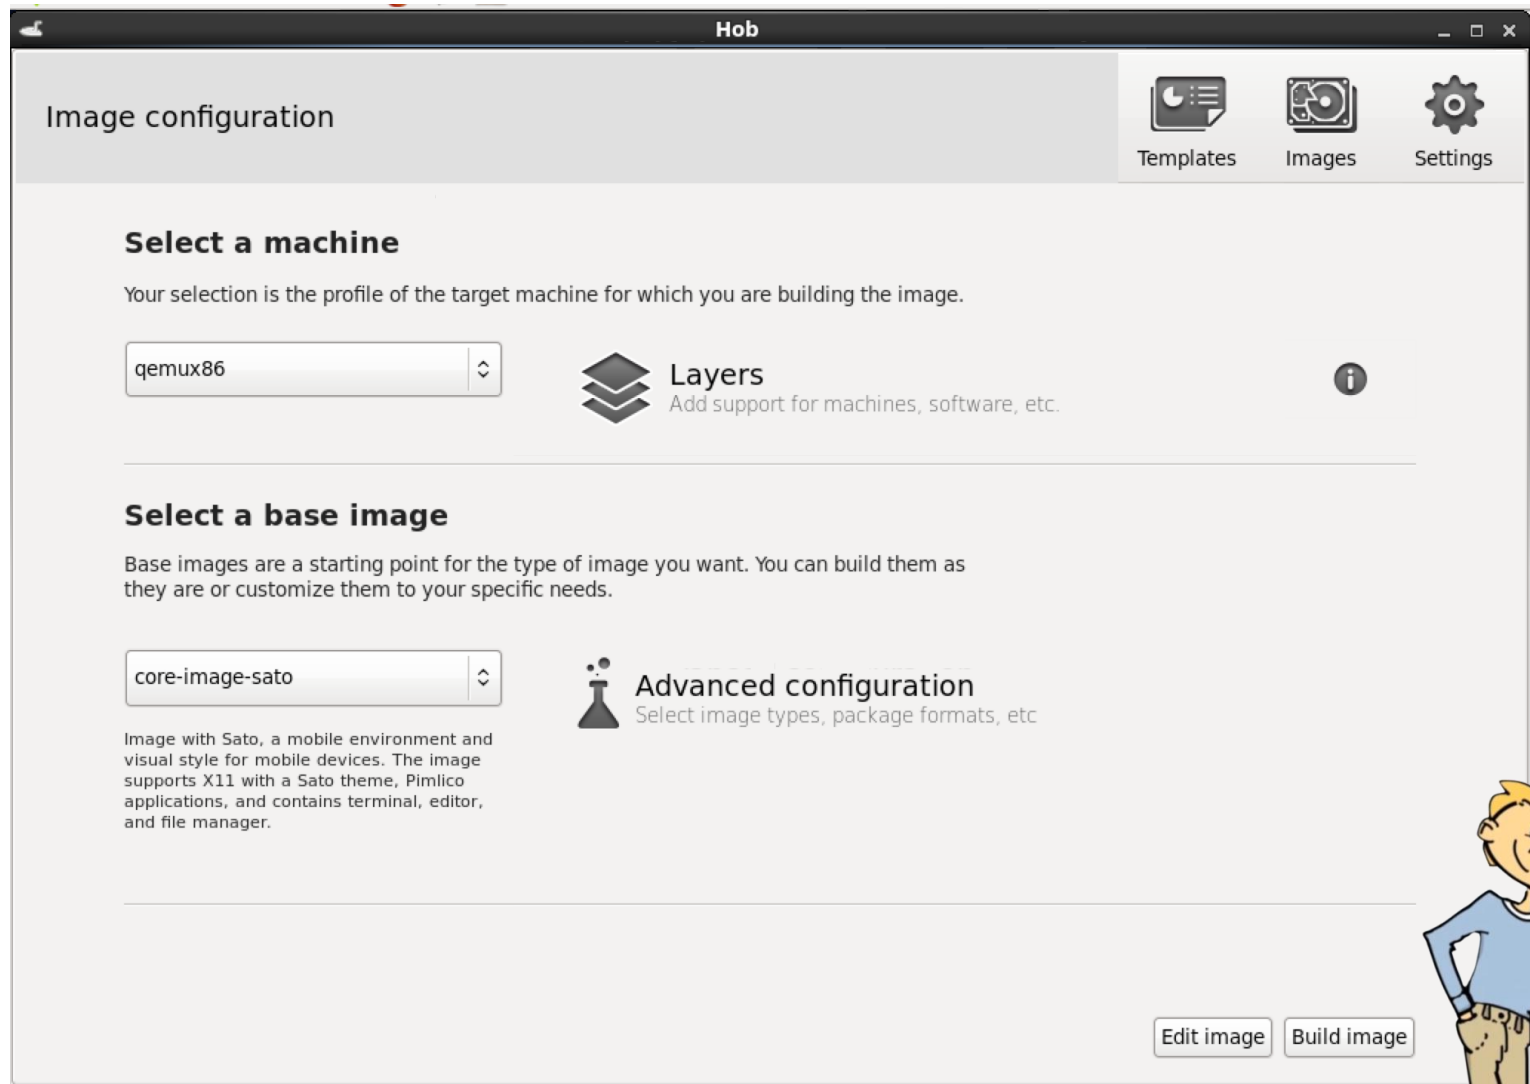 Hob
Image configuration
Templates
Images
Settings
Select a machine
Your selection is the profile of the target machine for which you are building the image.
qemux86
Layers
Add support for machines, software, etc.
Select a base image
Base images are a starting point for the type of image you want. You can build them as
they are or customize them to your specific needs.
core-image-sato
Advanced configuration
Select image types, package formats, etc
Image with Sato, a mobile environment and
visual style for mobile devices. The image
supports X11 with a Sato theme, Pimlico
applications, and contains terminal, editor,
and file manager.
Edit image
Build image